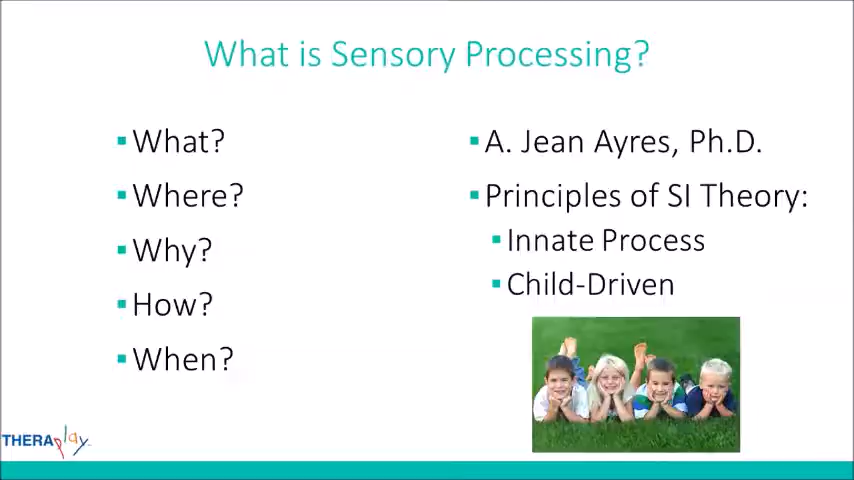 What is Sensory Processing?
What?
Where?
Why?
How?
When?
A. Jean Ayres, Ph.D.
Principles of SI Theory:
Innate Process
Child-Driven
THERAplay